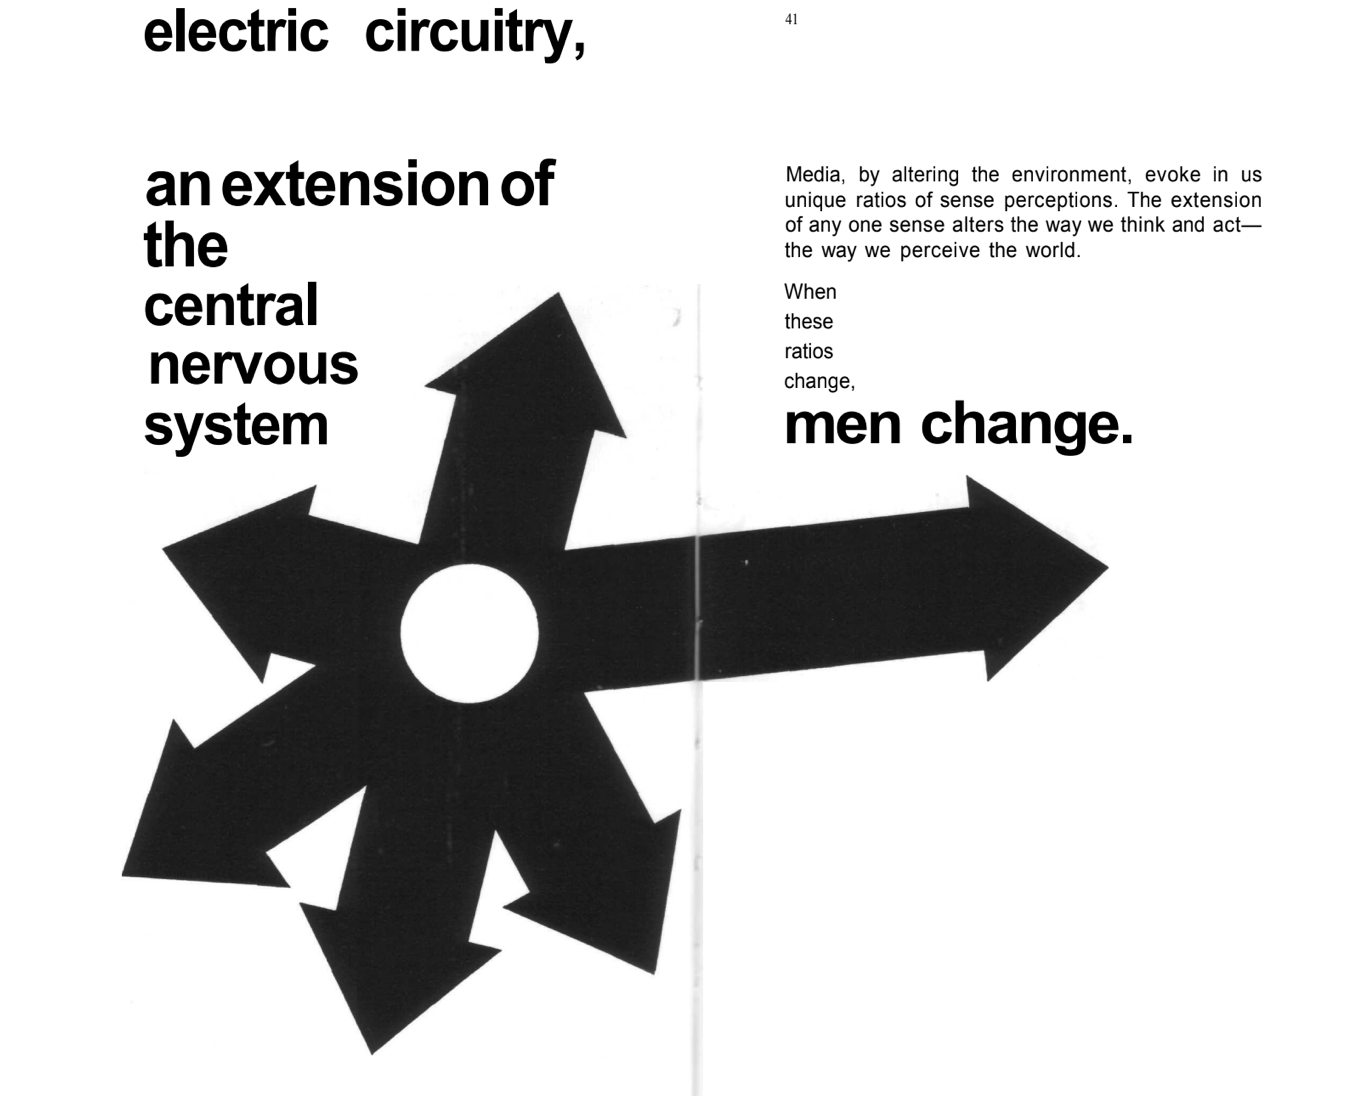 electric circuitry,
an extension of
the
central
nervous
system
41
Media, by altering the environment, evoke in us
unique ratios of sense perceptions. The extension
of any one sense alters the way we think and act—
the way we perceive the world.
When
these
ratios
change,
men change.